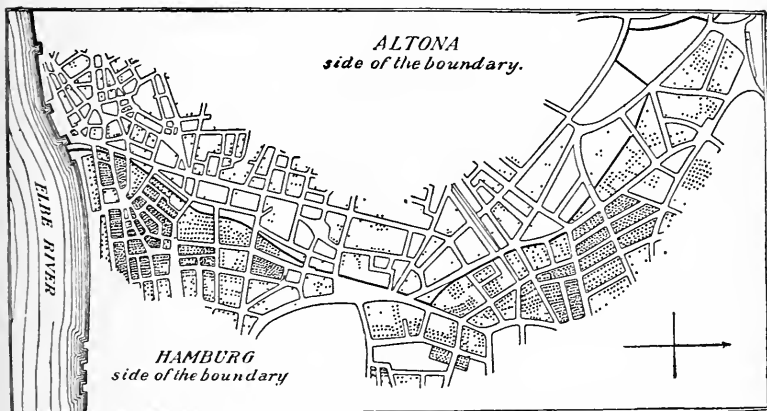 ALTONA
side of the boundary.
ELBE RIVER
HAMBURG
side of the boundary